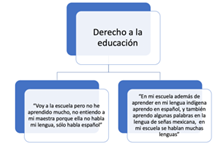 Derecho a la
educación
"Voy a la escuela pero no he
aprendido mucho, no entiendo a
mi maestra porque ella no habla
mi lengua, sólo habla español"
"En mi escuela además de
aprender en mi lengua indígena
aprendo en español, y también
aprendo algunas palabras en la
lengua de señas mexicana, en
mi escuela se hablan muchas
lenguas"